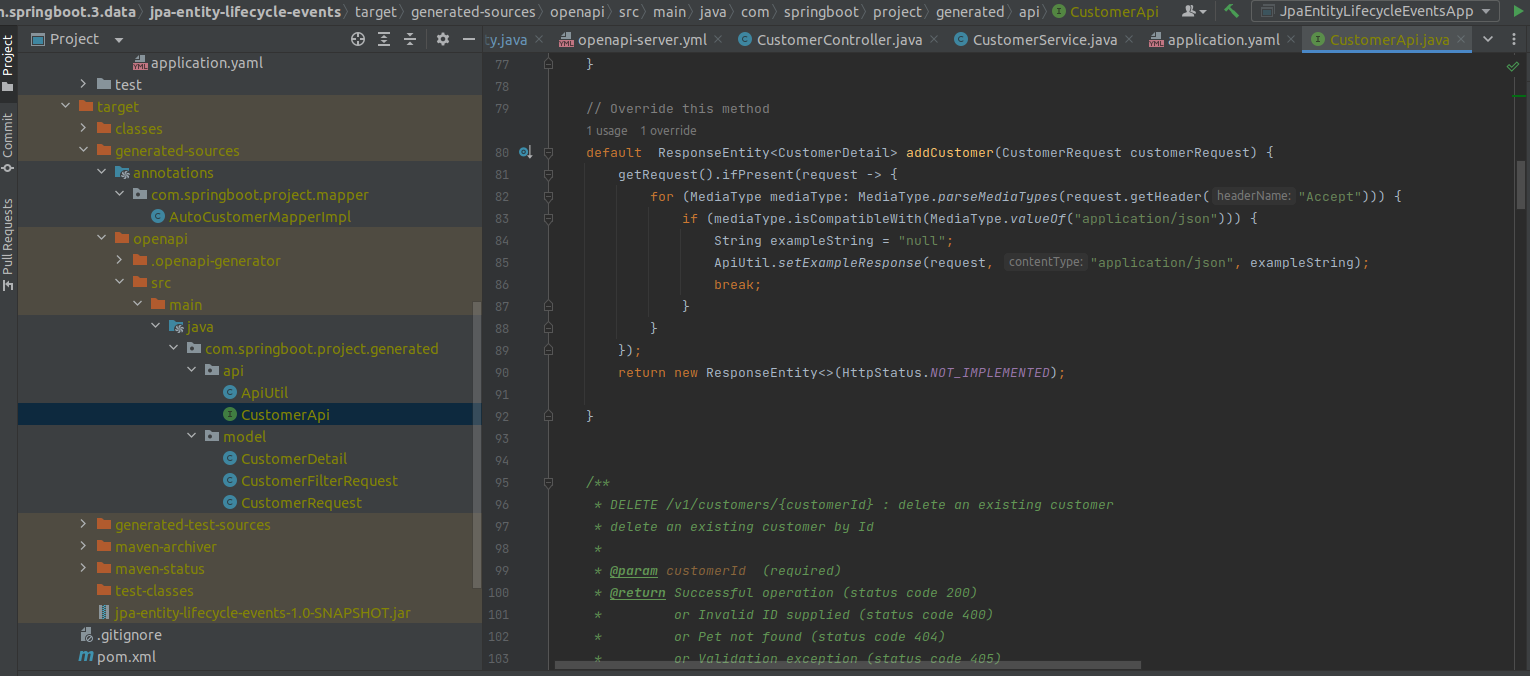 n.springboot.3.data jpa-entity-lifecycle-events target generated-sources openapi src main java com springboot project generated api CustomerApi JpaEntityLifecycleEventsApp
Project
Commit
Pull Requests
Project
application.yaml
test
target
classes
generated-sources
annotations
com.springboot.project.mapper
AutoCustomerMapperImpl
openapi
.openapi-generator
src
main
java
com.springboot.project.generated
api
ApiUtil
CustomerApi
model
CustomerDetail
CustomerFilterRequest
CustomerRequest
generated-test-sources
maven-archiver
maven-status
test-classes
jpa-entity-lifecycle-events-1.0-SNAPSHOT.jar
.gitignore
pom.xml
ty.java openapi-server.yml CustomerController.java CustomerService.java application.yaml CustomerApi.java
77 }
78
79 // Override this method
1 usage 1 override
80 default  ResponseEntity<CustomerDetail> addCustomer(CustomerRequest customerRequest) {
81 getRequest().ifPresent(request -> {
82 for (MediaType mediaType: MediaType.parseMediaTypes(request.getHeader( headerName: "Accept"))) {
83 if (mediaType.isCompatibleWith(MediaType.valueOf("application/json"))) {
84 String exampleString = "null";
85 ApiUtil.setExampleResponse(request, contentType: "application/json", exampleString);
86 break;
87 }
88 }
89 });
90 return new ResponseEntity<>(HttpStatus.NOT_IMPLEMENTED);
91
92 }
93
94
95 /**
96 * DELETE /v1/customers/{customerId} : delete an existing customer
97 * delete an existing customer by Id
98 *
99 * @param customerId  (required)
100 * @return Successful operation (status code 200)
101 * or Invalid ID supplied (status code 400)
102 * or Pet not found (status code 404)
103 * or Validation exception (status code 405)